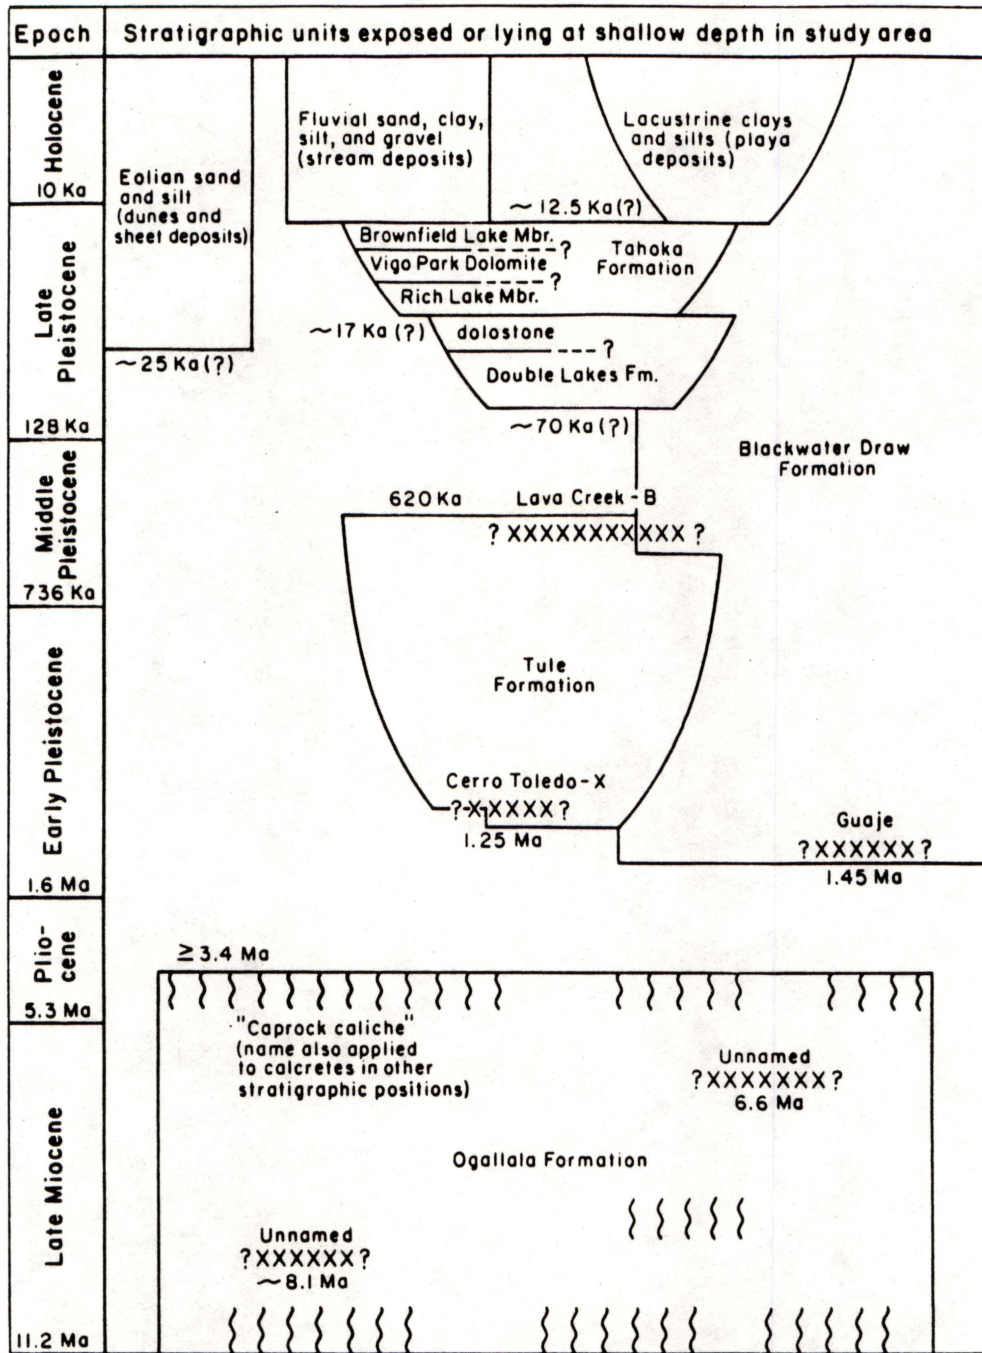 Epoch
Stratigraphic units exposed or lying at shallow depth in study area
Holocene
10 Ka
Late
Pleistocene
128 Ka
Middle
Pleistocene
736 Ka
Early Pleistocene
1.6 Ma
Plio-
cene
5.3 Ma
Late Miocene
11.2 Ma
Eolian sand
and silt
(dunes and
sheet deposits)
~25 Ka (?)
Fluvial sand, clay,
silt, and gravel
(stream deposits)
Lacustrine clays
and silts (playa
deposits)
~12.5 Ka (?)
Brownfield Lake Mbr.
?
Vigo Park Dolomite
?
Rich Lake Mbr.
Tahoka
Formation
~17 Ka (?)
dolostone
?
Double Lakes Fm.
~70 Ka (?)
Blackwater Draw
Formation
620 Ka
Lava Creek - B
? XXXXXXXXXXX ?
Tule
Formation
Cerro Toledo - X
? X XXXXX ?
1.25 Ma
Guaje
? XXXXXX ?
1.45 Ma
≥ 3.4 Ma
"Caprock caliche"
(name also applied
to calcretes in other
stratigraphic positions)
Unnamed
? XXXXXXX ?
6.6 Ma
Ogallala Formation
Unnamed
? XXXXXX ?
~8.1 Ma